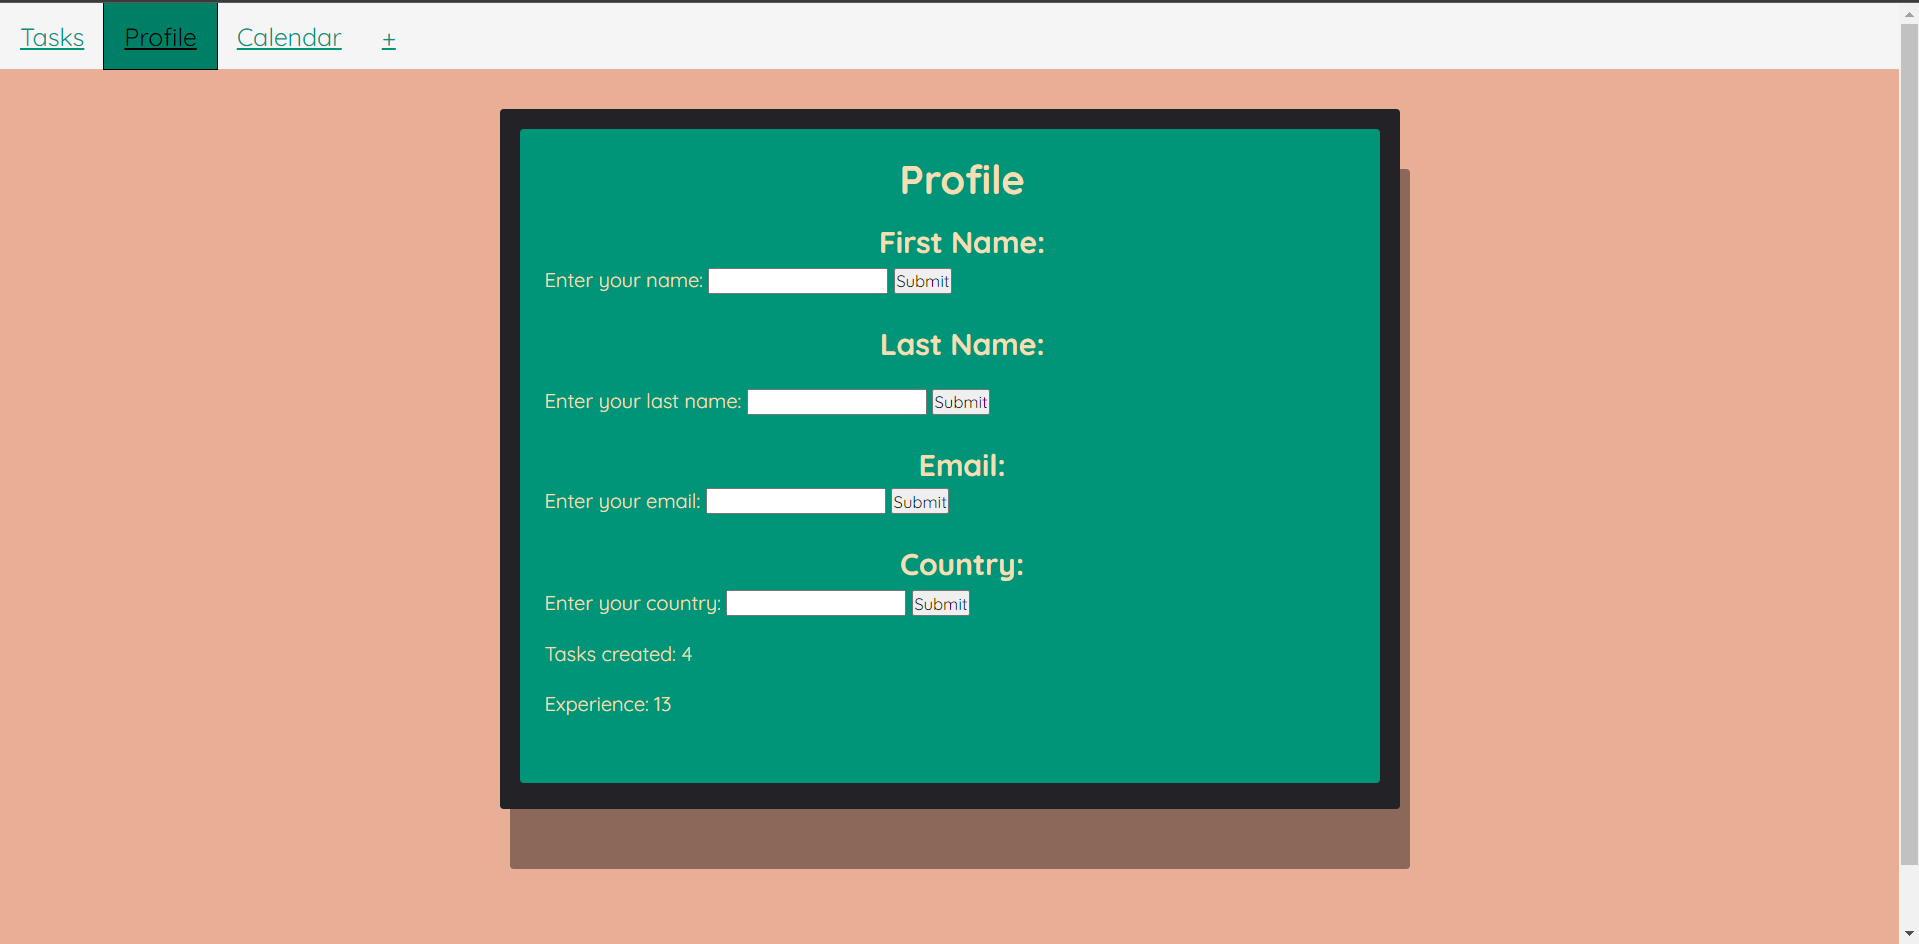 Tasks Profile Calendar +
Profile
First Name:
Enter your name: Submit
Last Name:
Enter your last name: Submit
Email:
Enter your email: Submit
Country:
Enter your country: Submit
Tasks created: 4
Experience: 13